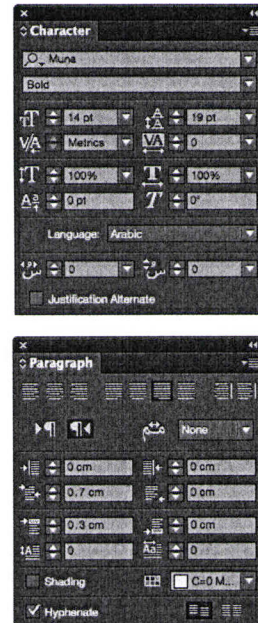 Character
Muna
Bold
14 pt 19 pt
Metrics 0
100% 100%
0 pt 0°
Language: Arabic
0 0
Justification Alternate
Paragraph
None
0 cm 0 cm
0.7 cm 0 cm
0.3 cm 0 cm
0 0
Shading C=0 M...
Hyphenate